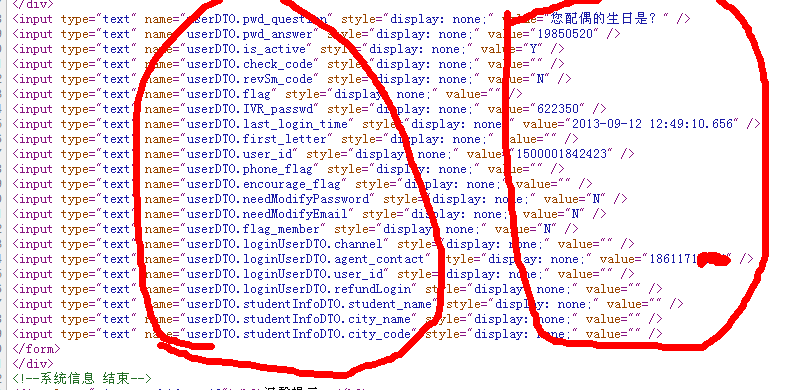 </div>
<input type="text" name="userDTO.pwd_question" style="display: none;" value="您配偶的生日是？" />
<input type="text" name="userDTO.pwd_answer" style="display: none;" value="19850520" />
<input type="text" name="userDTO.is_active" style="display: none;" value="Y" />
<input type="text" name="userDTO.check_code" style="display: none;" value="" />
<input type="text" name="userDTO.revSm_code" style="display: none;" value="N" />
<input type="text" name="userDTO.flag" style="display: none;" value="" />
<input type="text" name="userDTO.IVR_passwd" style="display: none;" value="622350" />
<input type="text" name="userDTO.last_login_time" style="display: none;" value="2013-09-12 12:49:10.656" />
<input type="text" name="userDTO.first_letter" style="display: none;" value="" />
<input type="text" name="userDTO.user_id" style="display: none;" value="1500001842423" />
<input type="text" name="userDTO.phone_flag" style="display: none;" value="" />
<input type="text" name="userDTO.encourage_flag" style="display: none;" value="" />
<input type="text" name="userDTO.needModifyPassword" style="display: none;" value="N" />
<input type="text" name="userDTO.needModifyEmail" style="display: none;" value="N" />
<input type="text" name="userDTO.flag_member" style="display: none;" value="N" />
<input type="text" name="userDTO.loginUserDTO.channel" style="display: none;" value="" />
<input type="text" name="userDTO.loginUserDTO.agent_contact" style="display: none;" value="1861171 " />
<input type="text" name="userDTO.loginUserDTO.user_id" style="display: none;" value="" />
<input type="text" name="userDTO.loginUserDTO.refundLogin" style="display: none;" value="" />
<input type="text" name="userDTO.studentInfoDTO.student_name" style="display: none;" value="" />
<input type="text" name="userDTO.studentInfoDTO.city_name" style="display: none;" value="" />
<input type="text" name="userDTO.studentInfoDTO.city_code" style="display: none;" value="" />
</form>
</div>
<!--系统信息 结束-->